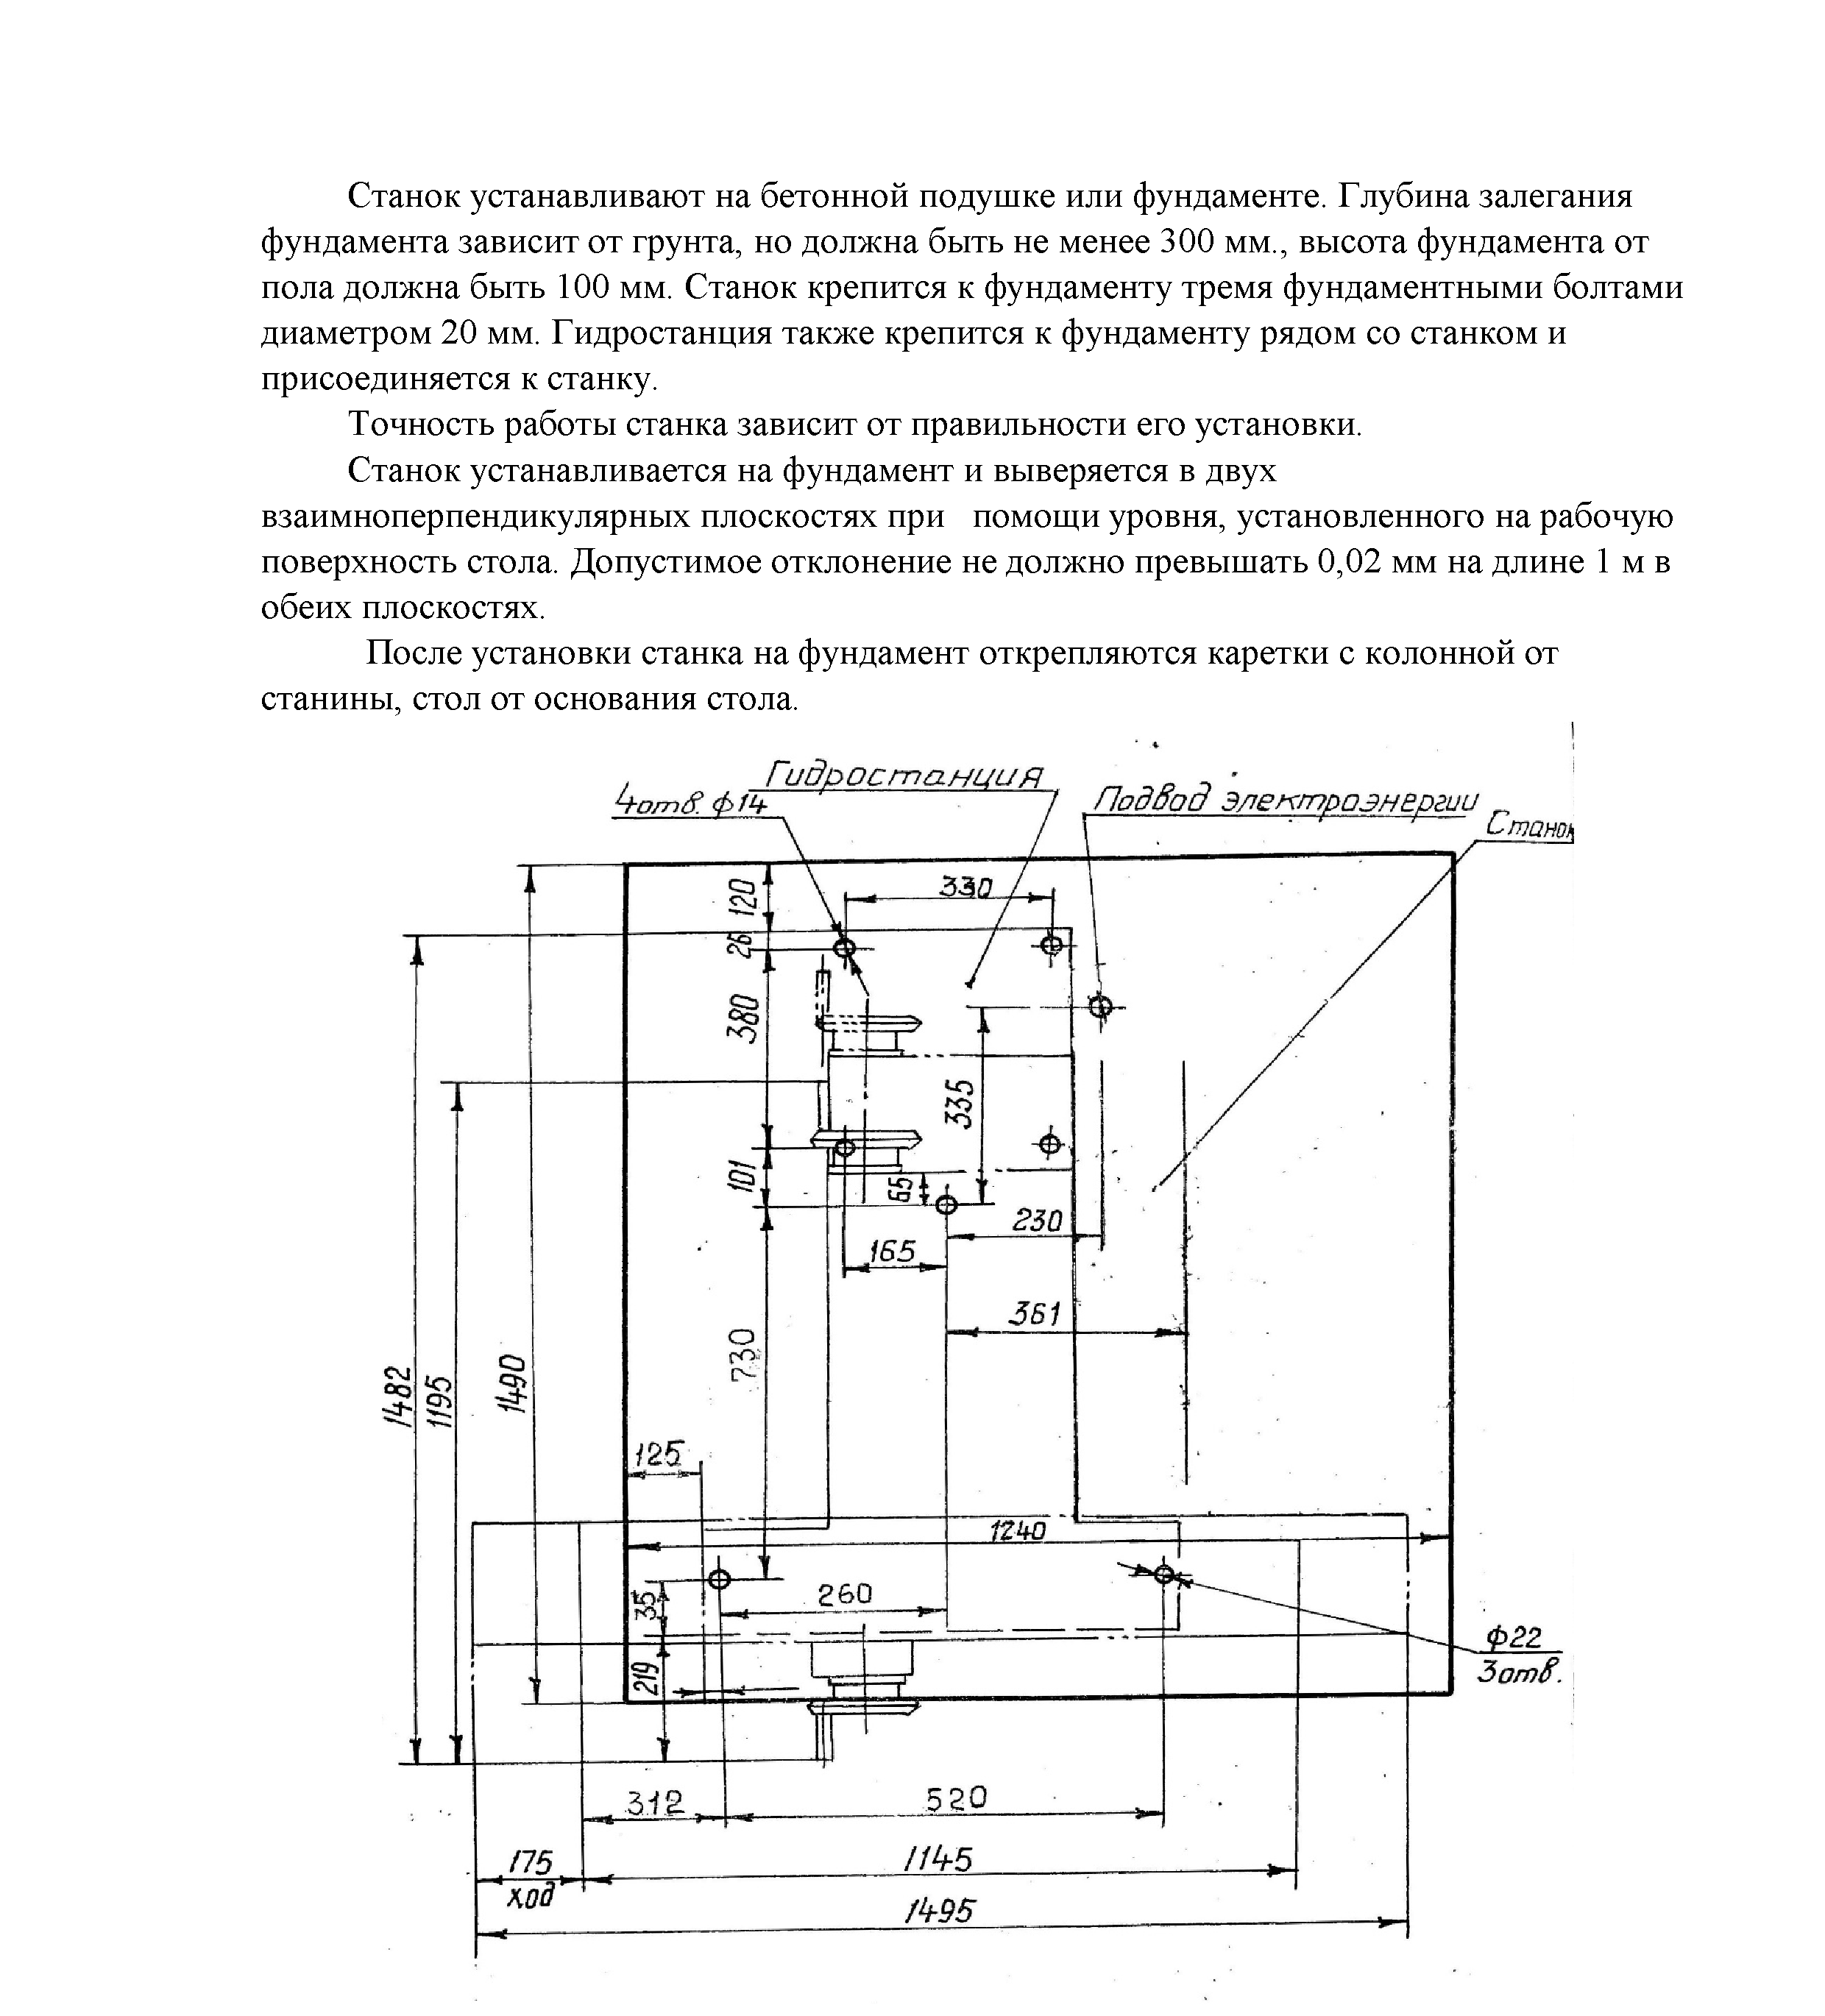 Станок устанавливают на бетонной подушке или фундаменте. Глубина залегания
фундамента зависит от грунта, но должна быть не менее 300 мм., высота фундамента от
пола должна быть 100 мм. Станок крепится к фундаменту тремя фундаментными болтами
диаметром 20 мм. Гидростанция также крепится к фундаменту рядом со станком и
присоединяется к станку.
Точность работы станка зависит от правильности его установки.
Станок устанавливается на фундамент и выверяется в двух
взаимноперпендикулярных плоскостях при помощи уровня, установленного на рабочую
поверхность стола. Допустимое отклонение не должно превышать 0,02 мм на длине 1 м в
обеих плоскостях.
После установки станка на фундамент открепляются каретки с колонной от
станины, стол от основания стола.
Гидростанция
4отв. ф14
Подвод электроэнергии
Станок
120
330
26
380
335
101
65
230
165
361
730
1482
1195
1490
125
1240
35
260
ф22
3отв.
219
312
520
175
ход
1145
1495